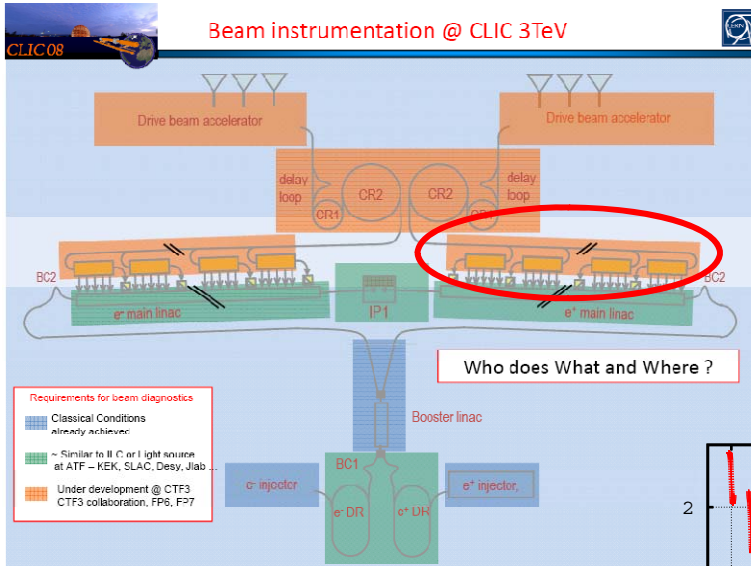 CLIC 08
Beam instrumentation @ CLIC 3TeV
CERN
Drive beam accelerator
Drive beam accelerator
delay
loop
CR2
CR2
delay
loop
CR1
BC2
BC2
e- main linac
IP1
e+ main linac
Who does What and Where ?
Requirements for beam diagnostics
Classical Conditions
already achieved
~ Similar to ILC or Light source
at ATF – KEK, SLAC, Desy, Jlab ...
Under development @ CTF3
CTF3 collaboration, FP6, FP7
Booster linac
BC1
e- injector
e+ injector,
e- DR
e+ DR
2